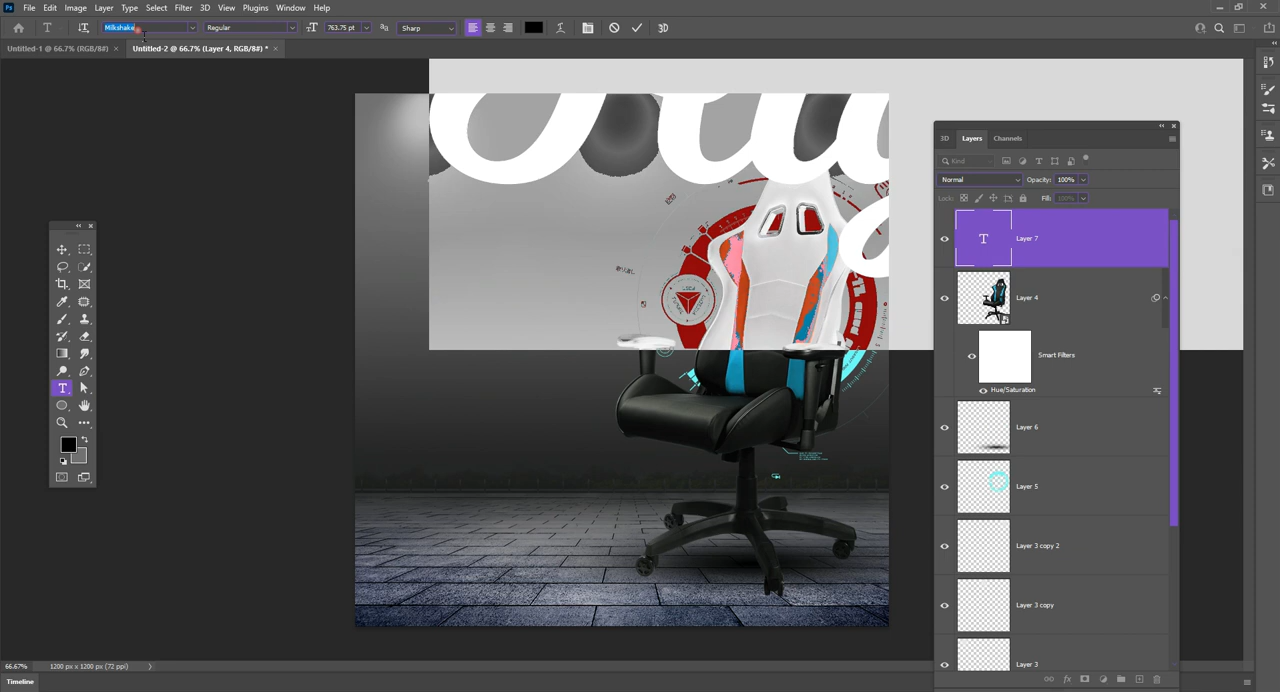 Ps File Edit Image Layer Type Select Filter 3D View Plugins Window Help
Milkshake Regular 763.75 pt Sharp 3D
Untitled-1 @ 66.7% (RGB/8#) × Untitled-2 @ 66.7% (Layer 4, RGB/8#) * ×
3D Layers Channels
Kind
Normal Opacity: 100%
Lock: Fill: 100%
T Layer 7
Layer 4
Smart Filters
Hue/Saturation
Layer 6
Layer 5
Layer 3 copy 2
Layer 3 copy
Layer 3
66.67% 1200 px x 1200 px (72 ppi)
Timeline